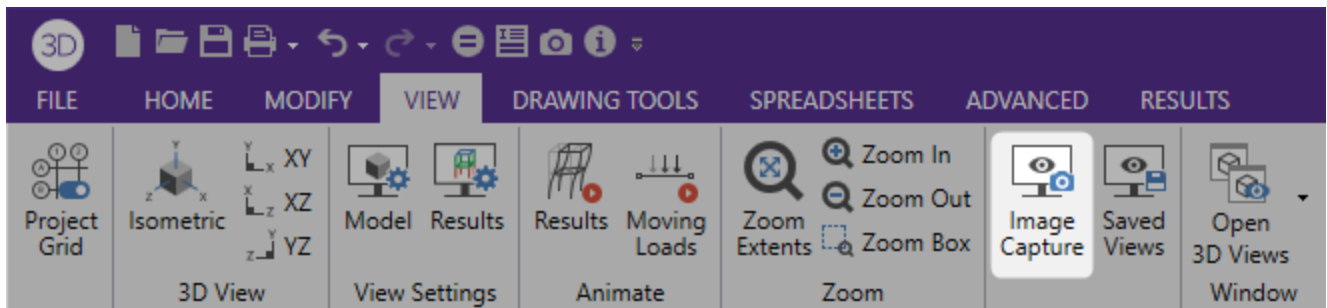 3D
FILE HOME MODIFY VIEW DRAWING TOOLS SPREADSHEETS ADVANCED RESULTS
Project
Grid
Y
Z X
Isometric
Y
X XY
X
Z XZ
Y
Z YZ
3D View
Model
Results
View Settings
Results
Moving
Loads
Animate
Zoom
Extents
Zoom In
Zoom Out
Zoom Box
Zoom
Image
Capture
Saved
Views
Open
3D Views
Window